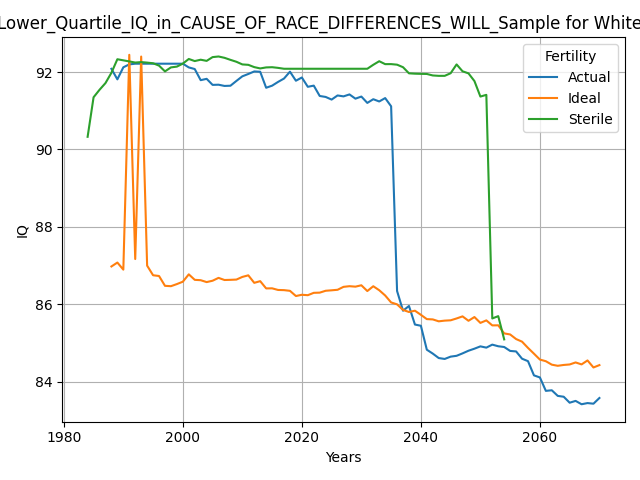 Lower_Quartile_IQ_in_CAUSE_OF_RACE_DIFFERENCES_WILL_Sample for White
Fertility
Actual
Ideal
Sterile
92
90
88
86
84
IQ
1980
2000
2020
2040
2060
Years